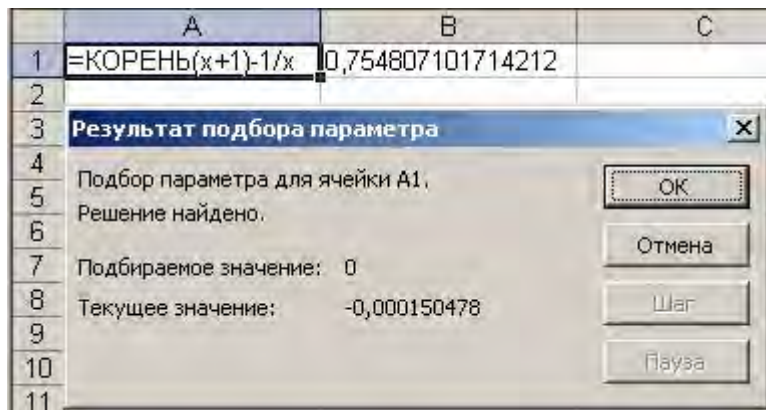 A B C
1 =КОРЕНЬ(x+1)-1/x 0,754807101714212
2
3 Результат подбора параметра
4 Подбор параметра для ячейки A1.
5 Решение найдено.
6
7 Подбираемое значение: 0
8 Текущее значение: -0,000150478
9
10
11
ОК
Отмена
Шаг
Пауза